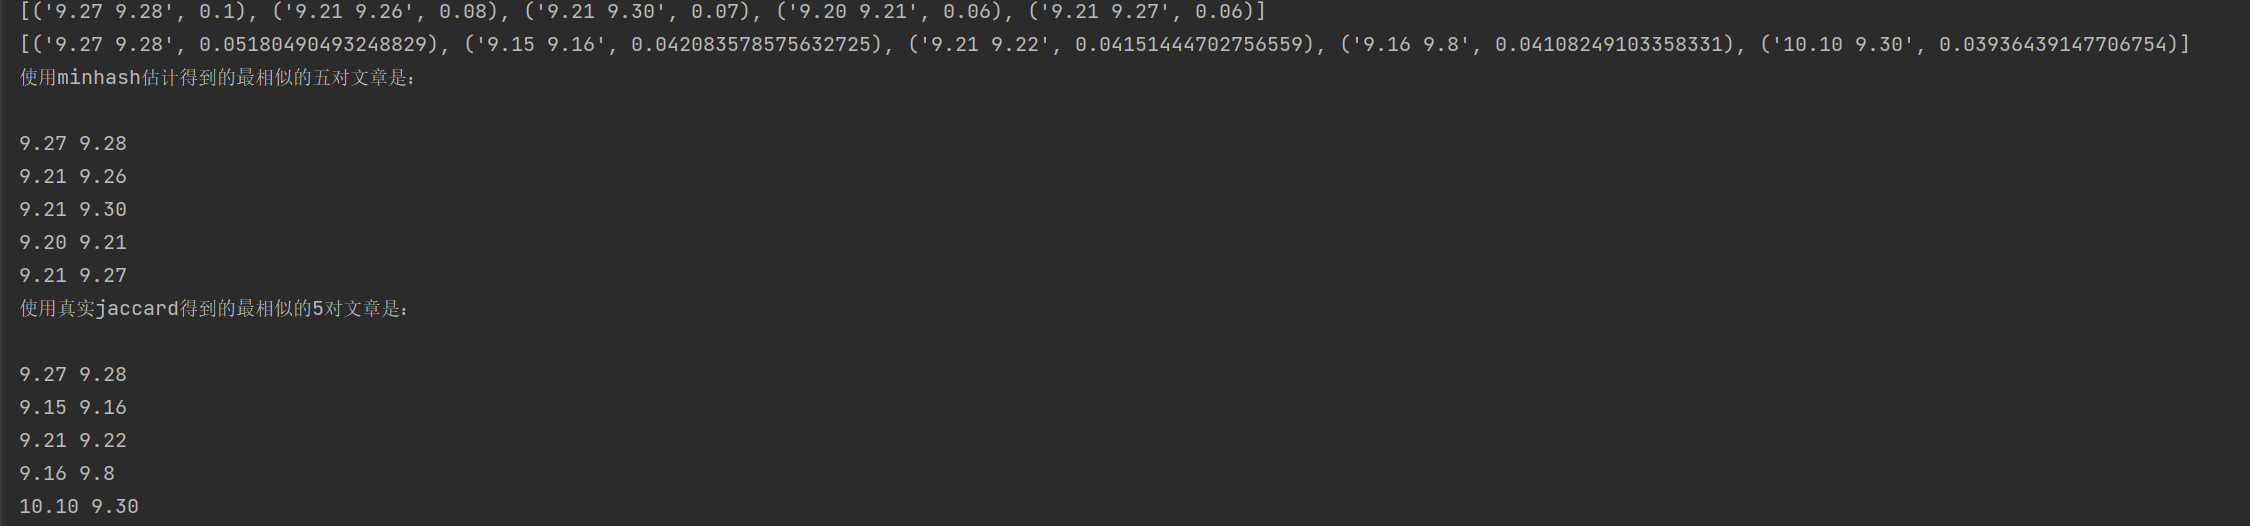 [('9.27 9.28', 0.1), ('9.21 9.26', 0.08), ('9.21 9.30', 0.07), ('9.20 9.21', 0.06), ('9.21 9.27', 0.06)]
[('9.27 9.28', 0.05180490493248829), ('9.15 9.16', 0.042083578575632725), ('9.21 9.22', 0.04151444702756559), ('9.16 9.8', 0.04108249103358331), ('10.10 9.30', 0.03936439147706754)]
使用minhash估计得到的最相似的五对文章是：
9.27 9.28
9.21 9.26
9.21 9.30
9.20 9.21
9.21 9.27
使用真实jaccard得到的最相似的5对文章是：
9.27 9.28
9.15 9.16
9.21 9.22
9.16 9.8
10.10 9.30